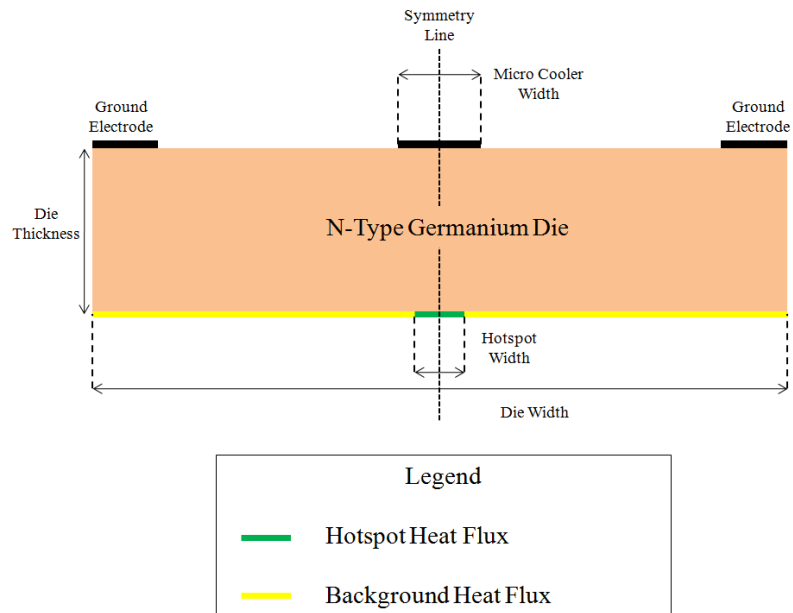 Symmetry
Line
Micro Cooler
Width
Ground
Electrode
Ground
Electrode
Die
Thickness
N-Type Germanium Die
Hotspot
Width
Die Width
Legend
Hotspot Heat Flux
Background Heat Flux